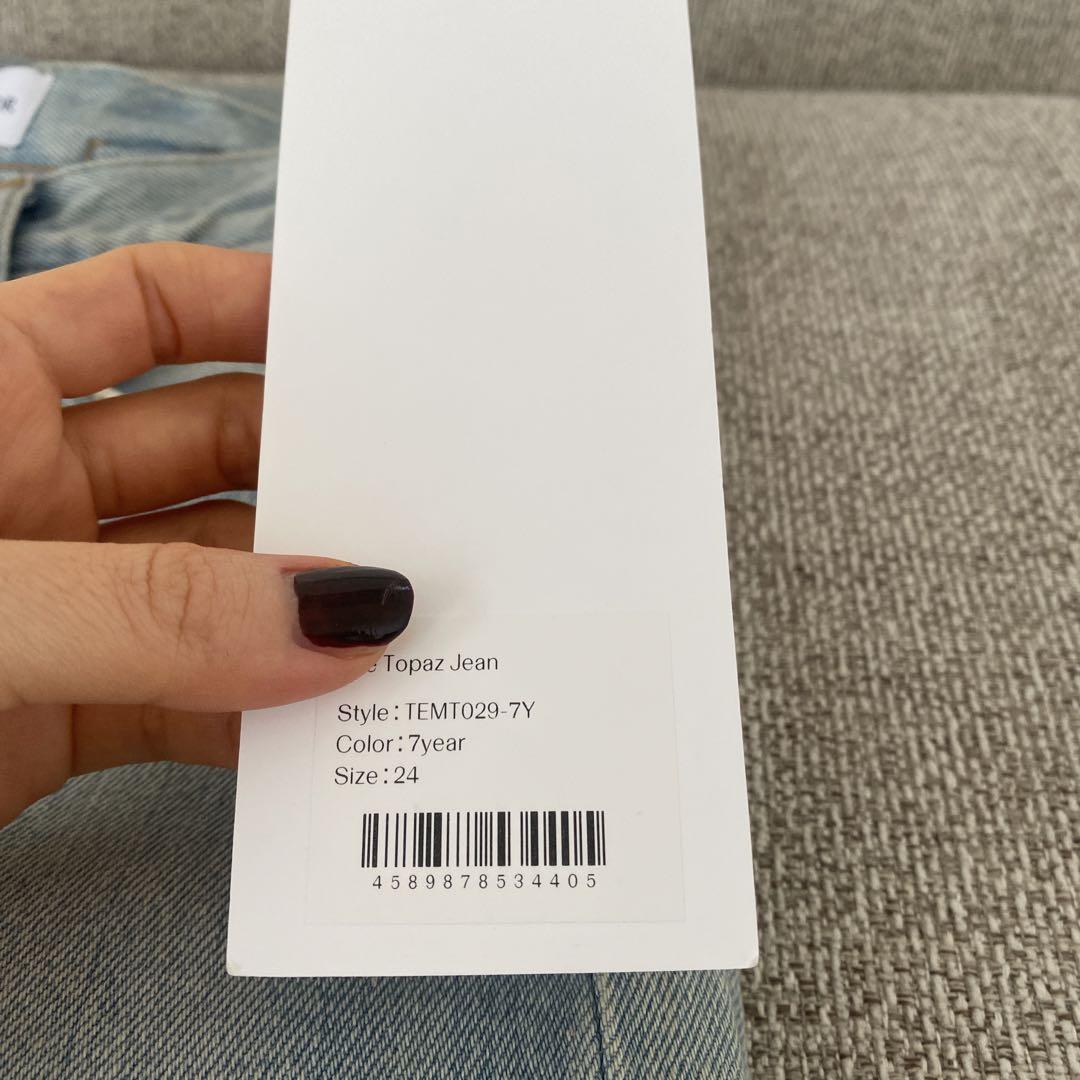 Topaz Jean
Style : TEMT029-7Y
Color : 7year
Size : 24
4589878534405